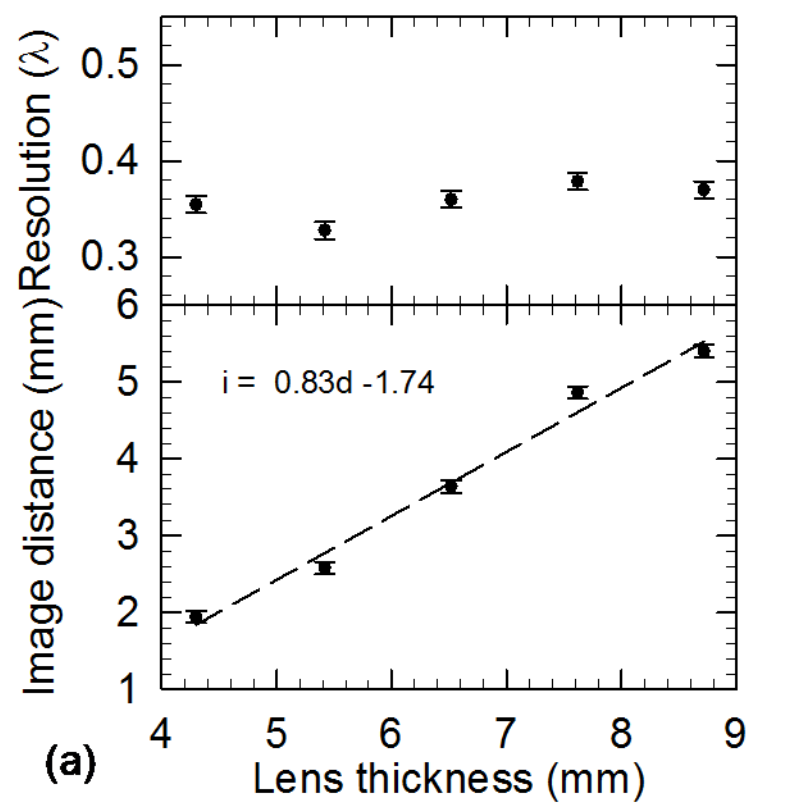 Resolution (λ)
0.5
0.4
0.3
Image distance (mm)
6
5
4
3
2
1
i = 0.83d -1.74
4 5 6 7 8 9
Lens thickness (mm)
(a)